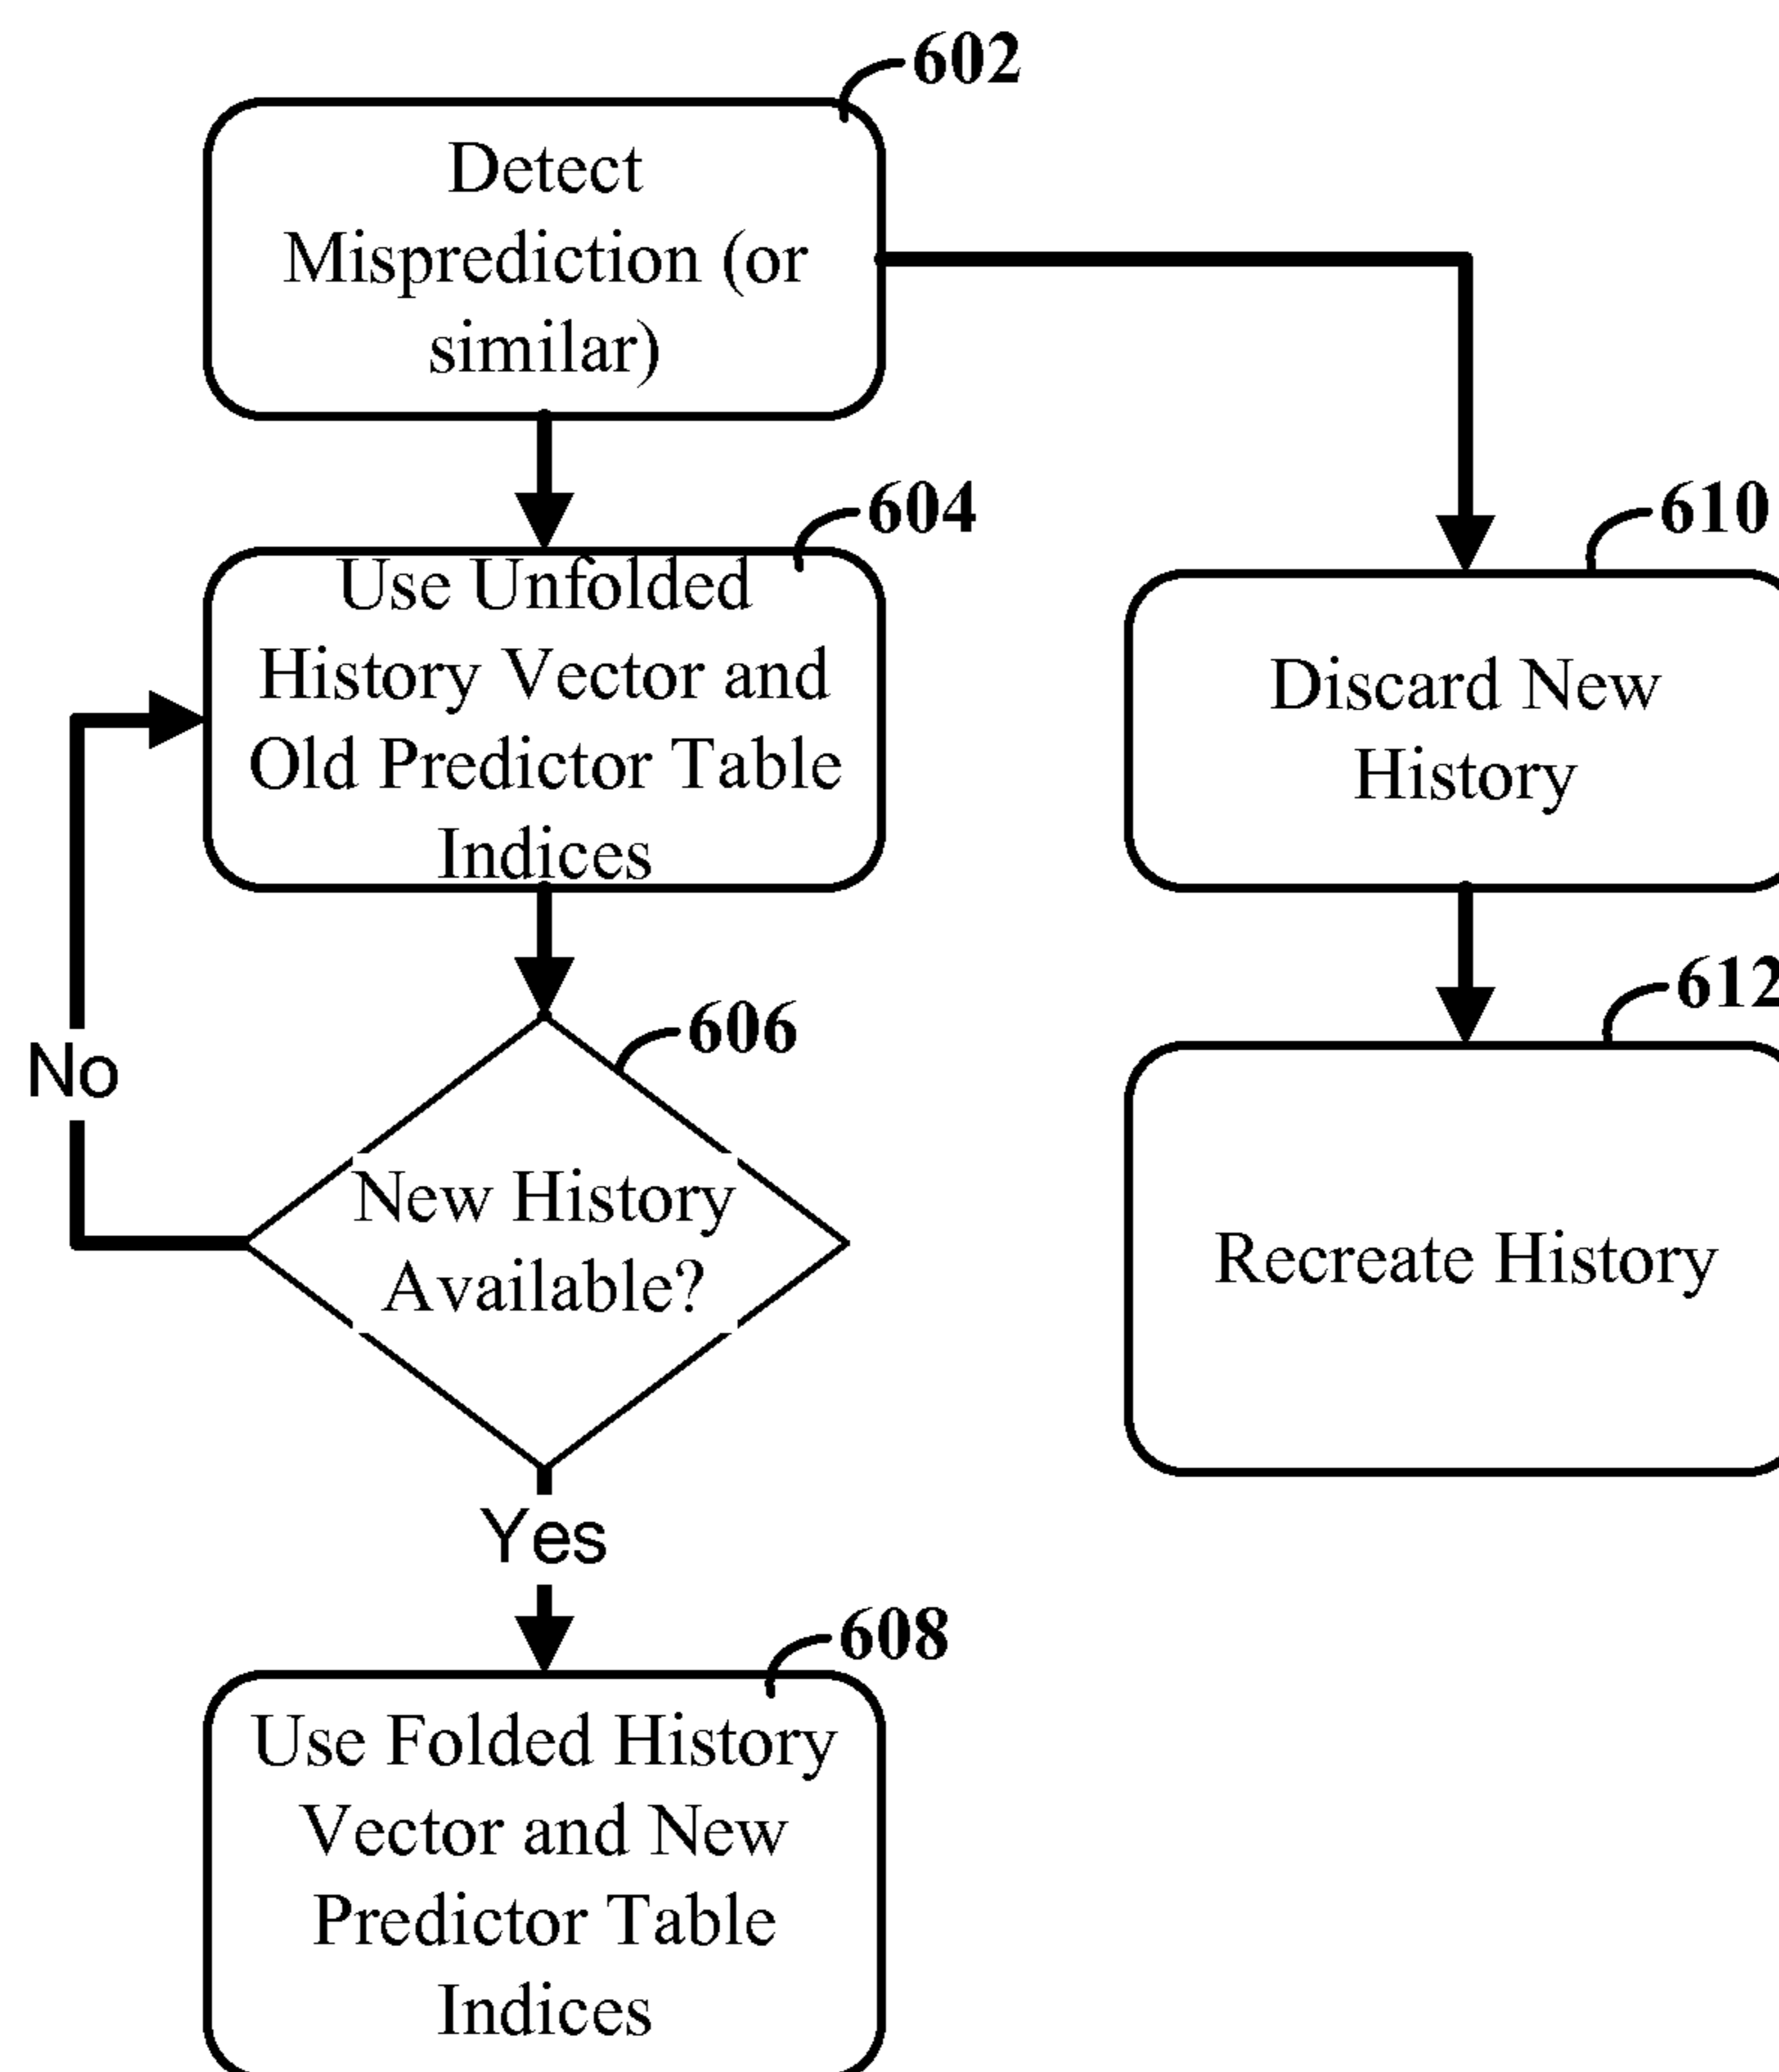 602
Detect
Misprediction (or
similar)
604
Use Unfolded
History Vector and
Old Predictor Table
Indices
610
Discard New
History
606
New History
Available?
No
612
Recreate History
Yes
608
Use Folded History
Vector and New
Predictor Table
Indices